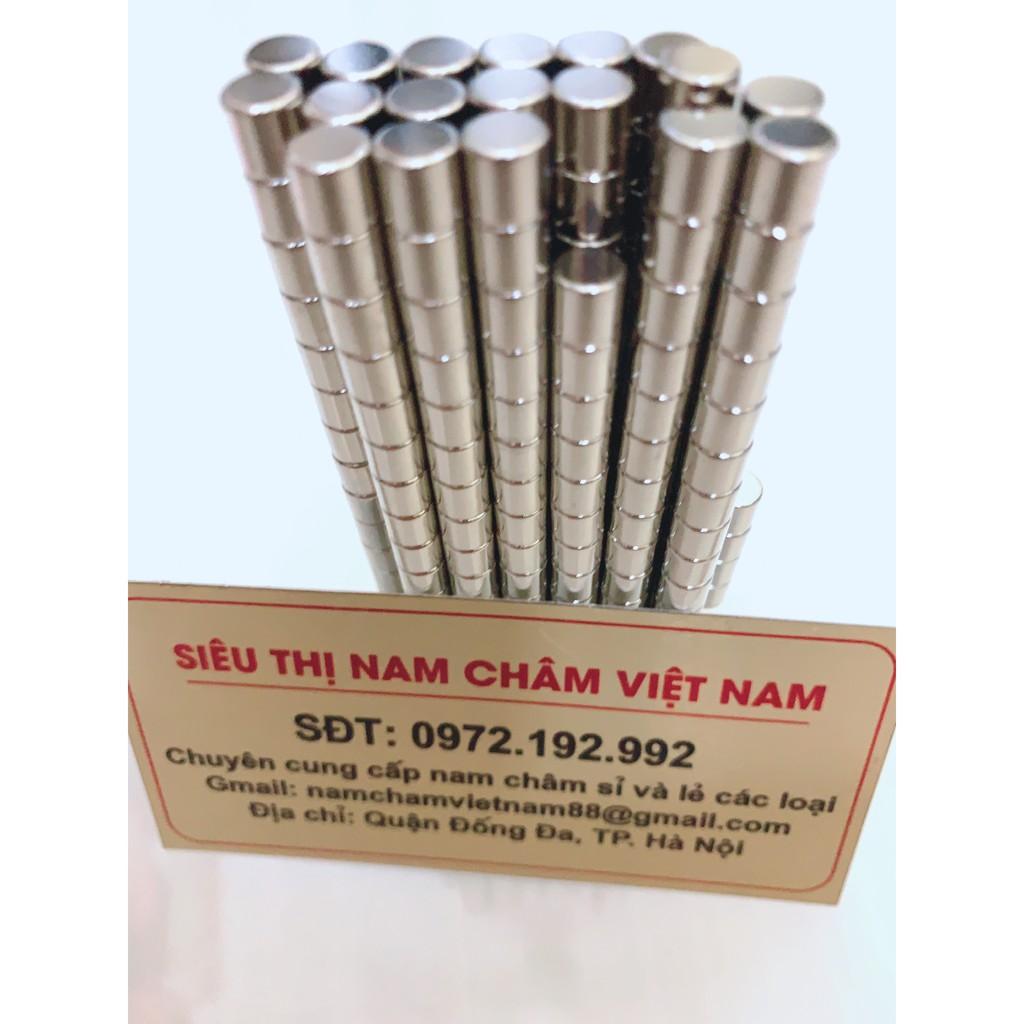 SIÊU THỊ NAM CHÂM VIỆT NAM
SĐT: 0972.192.992
Chuyên cung cấp nam châm sỉ và lẻ các loại
Gmail: namchamvietnam88@gmail.com
Địa chỉ: Quận Đống Đa, TP. Hà Nội